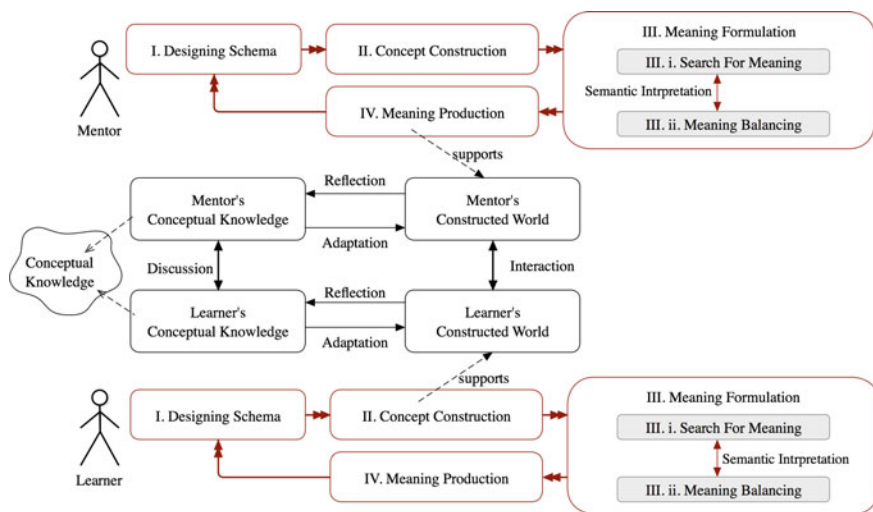 I. Designing Schema
II. Concept Construction
III. Meaning Formulation
III. i. Search For Meaning
Semantic Intrpretation
III. ii. Meaning Balancing
IV. Meaning Production
Mentor
supports
Mentor's
Conceptual Knowledge
Reflection
Adaptation
Mentor's
Constructed World
Conceptual
Knowledge
Discussion
Interaction
Learner's
Conceptual Knowledge
Reflection
Adaptation
Learner's
Constructed World
supports
I. Designing Schema
II. Concept Construction
III. Meaning Formulation
III. i. Search For Meaning
Semantic Intrpretation
III. ii. Meaning Balancing
IV. Meaning Production
Learner